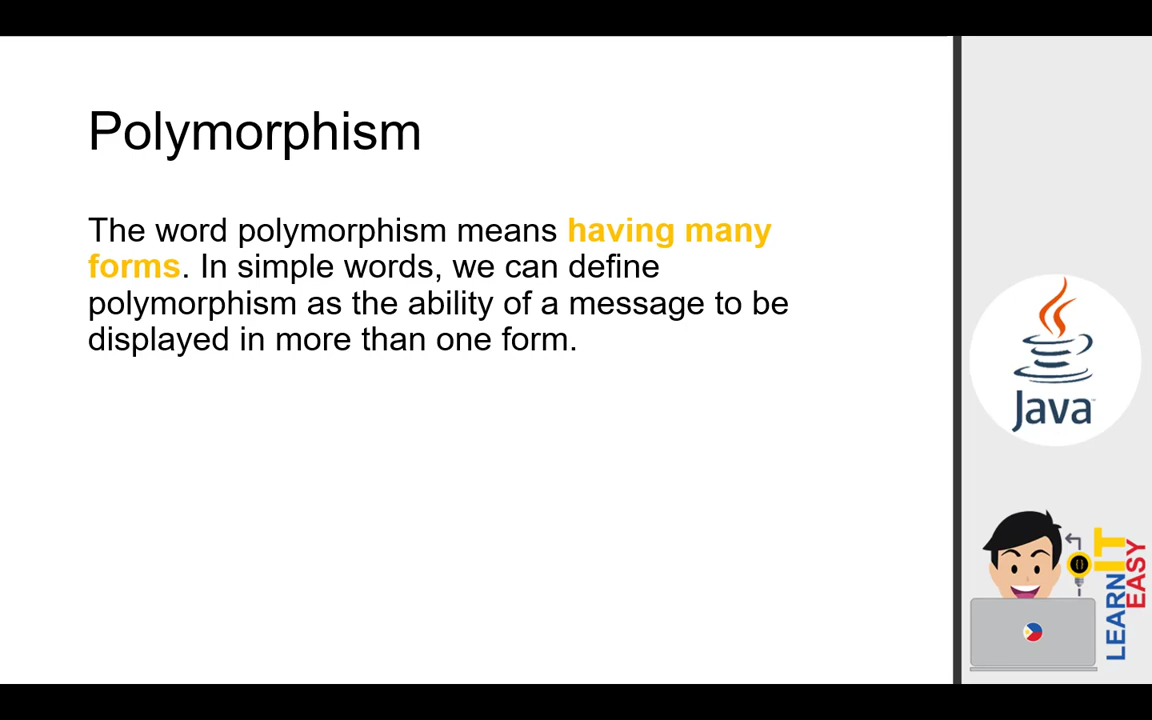 Polymorphism
The word polymorphism means having many
forms. In simple words, we can define
polymorphism as the ability of a message to be
displayed in more than one form.
Java™
LEARN IT
EASY